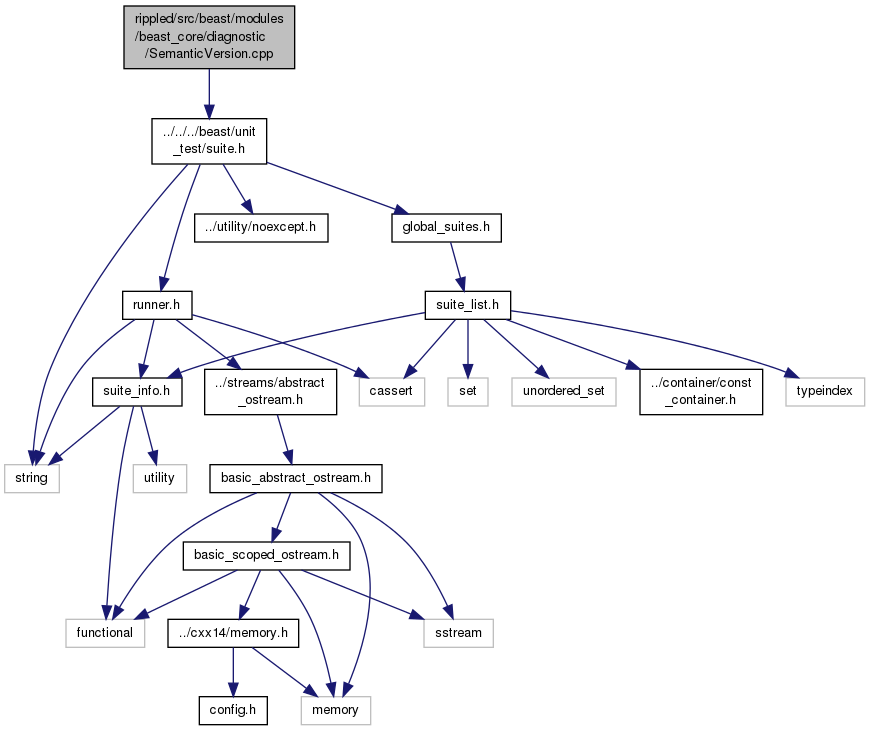 rippled/src/beast/modules
/beast_core/diagnostic
/SemanticVersion.cpp
../../../beast/unit
_test/suite.h
../utility/noexcept.h
global_suites.h
runner.h
suite_list.h
suite_info.h
../streams/abstract
_ostream.h
cassert
set
unordered_set
../container/const
_container.h
typeindex
string
utility
basic_abstract_ostream.h
basic_scoped_ostream.h
functional
../cxx14/memory.h
sstream
config.h
memory